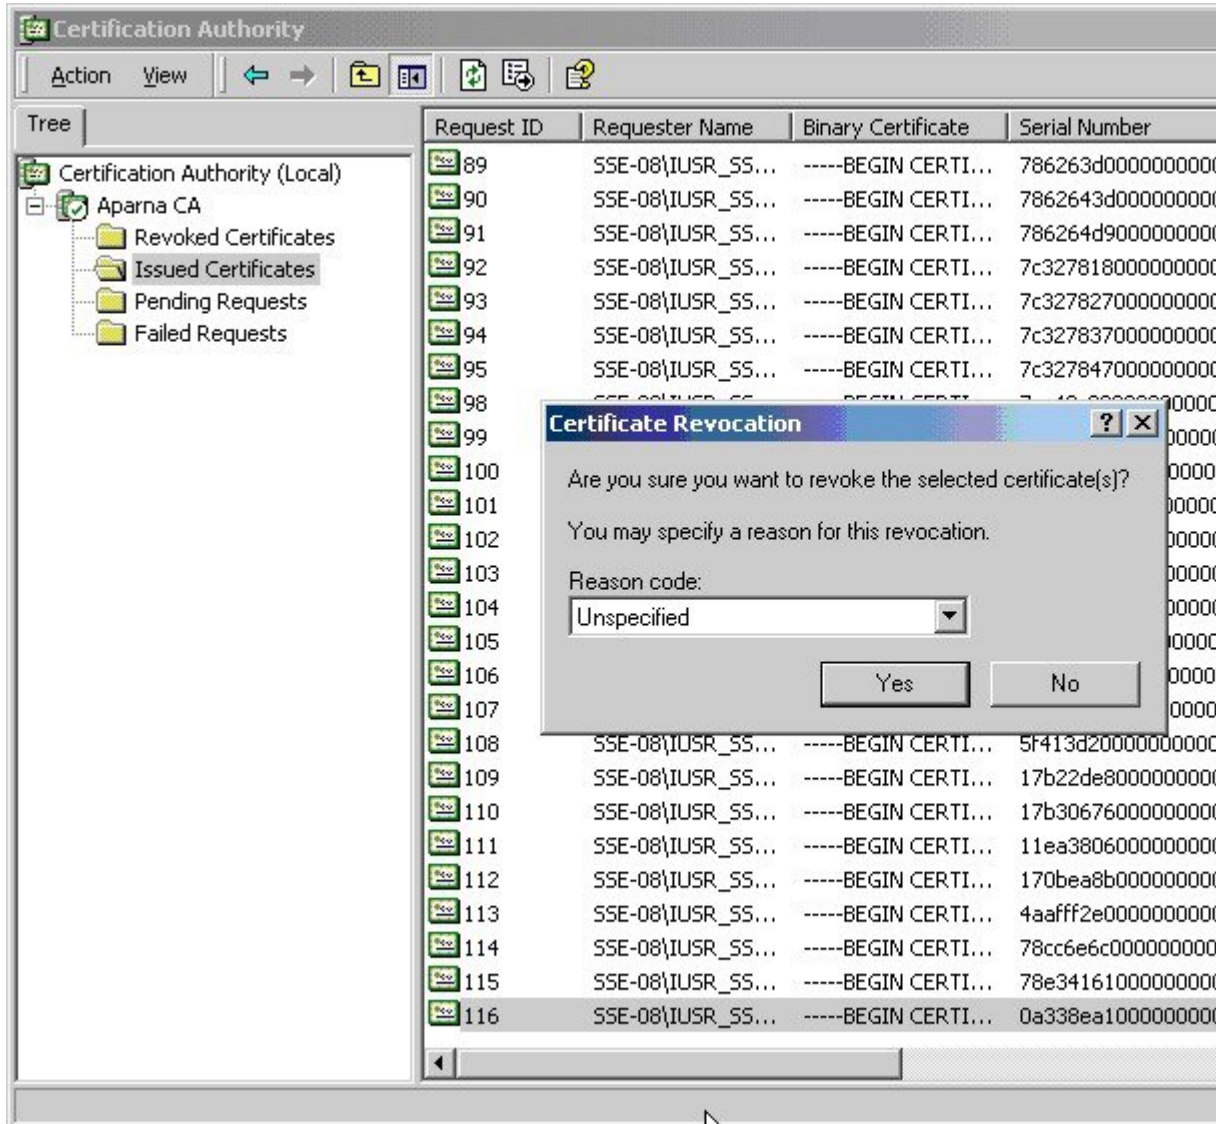 Certification Authority
Action View
Tree
Request ID Requester Name Binary Certificate Serial Number
Certification Authority (Local)
Aparna CA
Revoked Certificates
Issued Certificates
Pending Requests
Failed Requests
89 SSE-08\IUSR_SS... -----BEGIN CERTI... 786263d0000000000
90 SSE-08\IUSR_SS... -----BEGIN CERTI... 7862643d000000000
91 SSE-08\IUSR_SS... -----BEGIN CERTI... 786264d9000000000
92 SSE-08\IUSR_SS... -----BEGIN CERTI... 7c327818000000000
93 SSE-08\IUSR_SS... -----BEGIN CERTI... 7c327827000000000
94 SSE-08\IUSR_SS... -----BEGIN CERTI... 7c327837000000000
95 SSE-08\IUSR_SS... -----BEGIN CERTI... 7c327847000000000
98
99
100
101
102
103
104
105
106
107
108 SSE-08\IUSR_SS... -----BEGIN CERTI... 5f413d20000000000
109 SSE-08\IUSR_SS... -----BEGIN CERTI... 17b22de8000000000
110 SSE-08\IUSR_SS... -----BEGIN CERTI... 17b30676000000000
111 SSE-08\IUSR_SS... -----BEGIN CERTI... 11ea3806000000000
112 SSE-08\IUSR_SS... -----BEGIN CERTI... 170bea8b000000000
113 SSE-08\IUSR_SS... -----BEGIN CERTI... 4aafff2e000000000
114 SSE-08\IUSR_SS... -----BEGIN CERTI... 78cc6e6c000000000
115 SSE-08\IUSR_SS... -----BEGIN CERTI... 78e34161000000000
116 SSE-08\IUSR_SS... -----BEGIN CERTI... 0a338ea1000000000
Certificate Revocation
Are you sure you want to revoke the selected certificate(s)?
You may specify a reason for this revocation.
Reason code:
Unspecified
Yes No